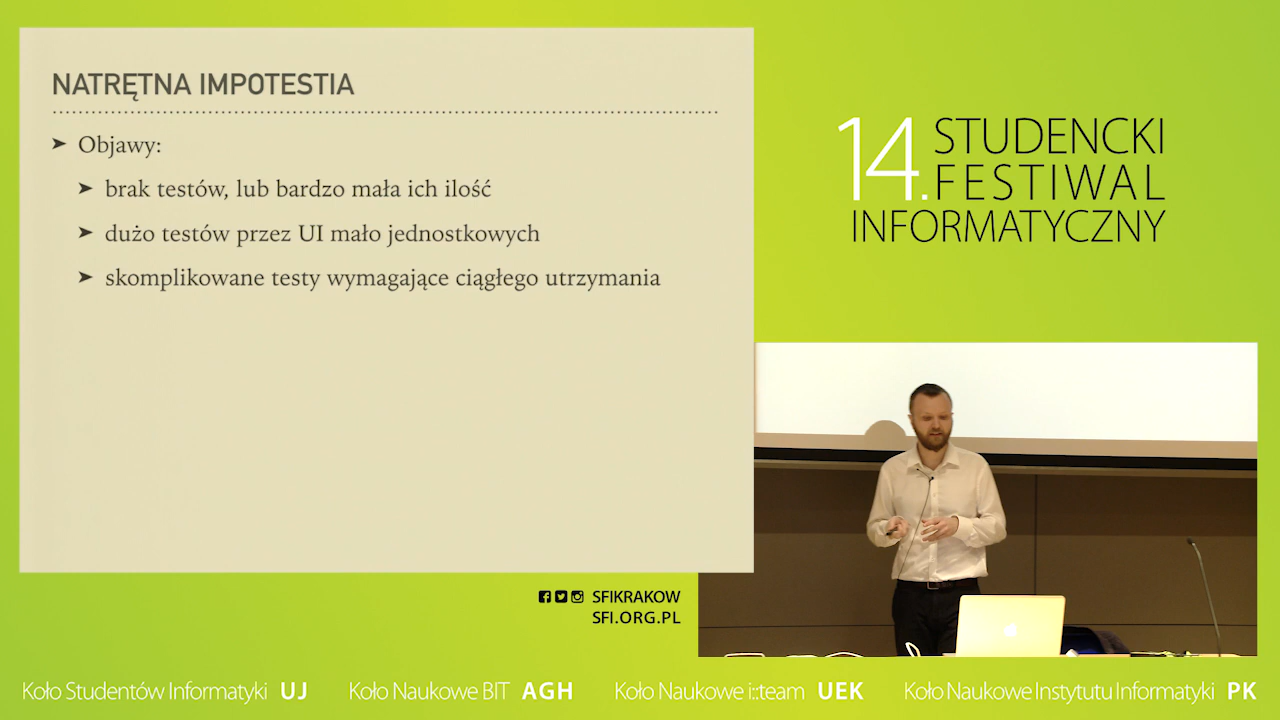 NATRĘTNA IMPOTESTIA
➤ Objawy:
➤ brak testów, lub bardzo mała ich ilość
➤ dużo testów przez UI mało jednostkowych
➤ skomplikowane testy wymagające ciągłego utrzymania
14. STUDENCKI
FESTIWAL
INFORMATYCZNY
SFIKRAKOW
SFI.ORG.PL
Koło Studentów Informatyki UJ Koło Naukowe BIT AGH Koło Naukowe i::team UEK Koło Naukowe Instytutu Informatyki PK